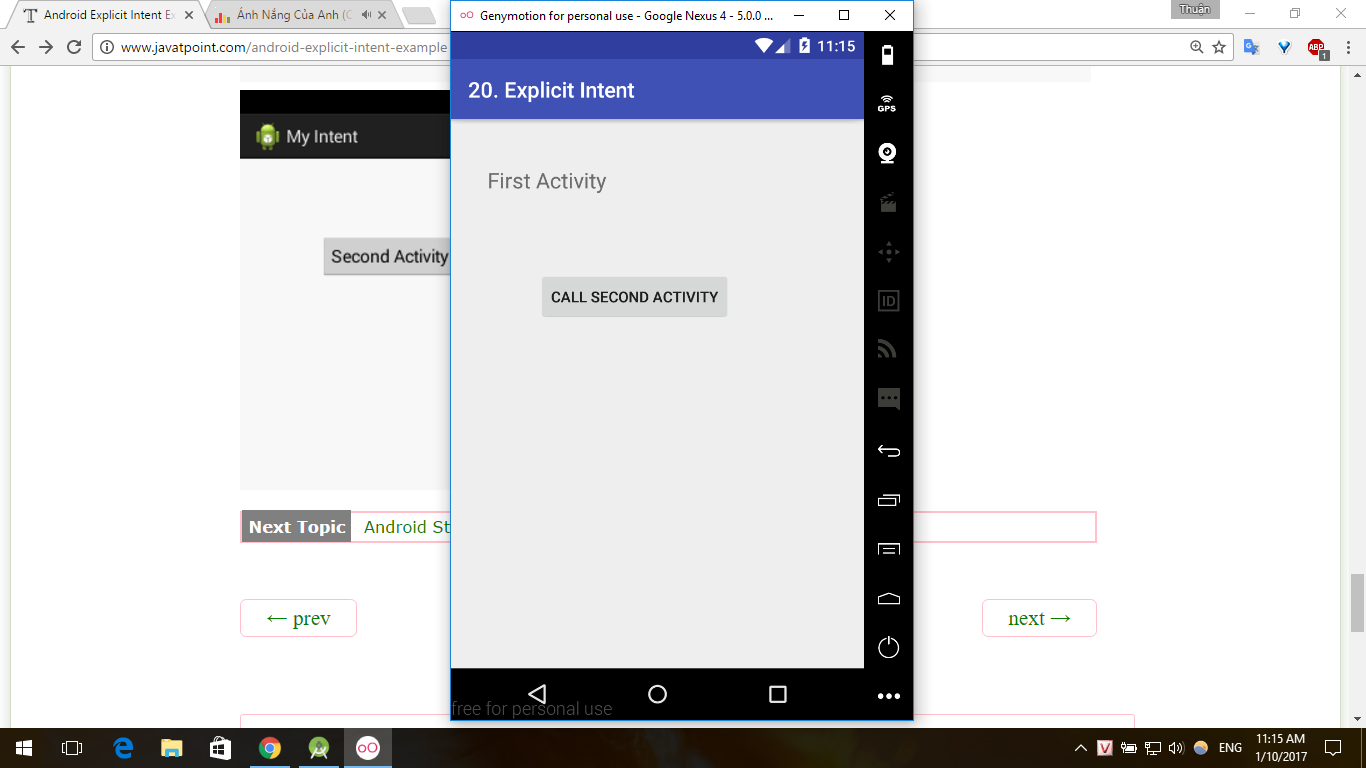 Android Explicit Intent Ex
Ánh Nắng Của Anh (C
Thuận
www.javatpoint.com/android-explicit-intent-example
ABP
1
My Intent
Second Activity
Next Topic
Android St
← prev
next →
Genymotion for personal use - Google Nexus 4 - 5.0.0 ...
11:15
20. Explicit Intent
First Activity
CALL SECOND ACTIVITY
GPS
ID
free for personal use
ENG
11:15 AM
1/10/2017